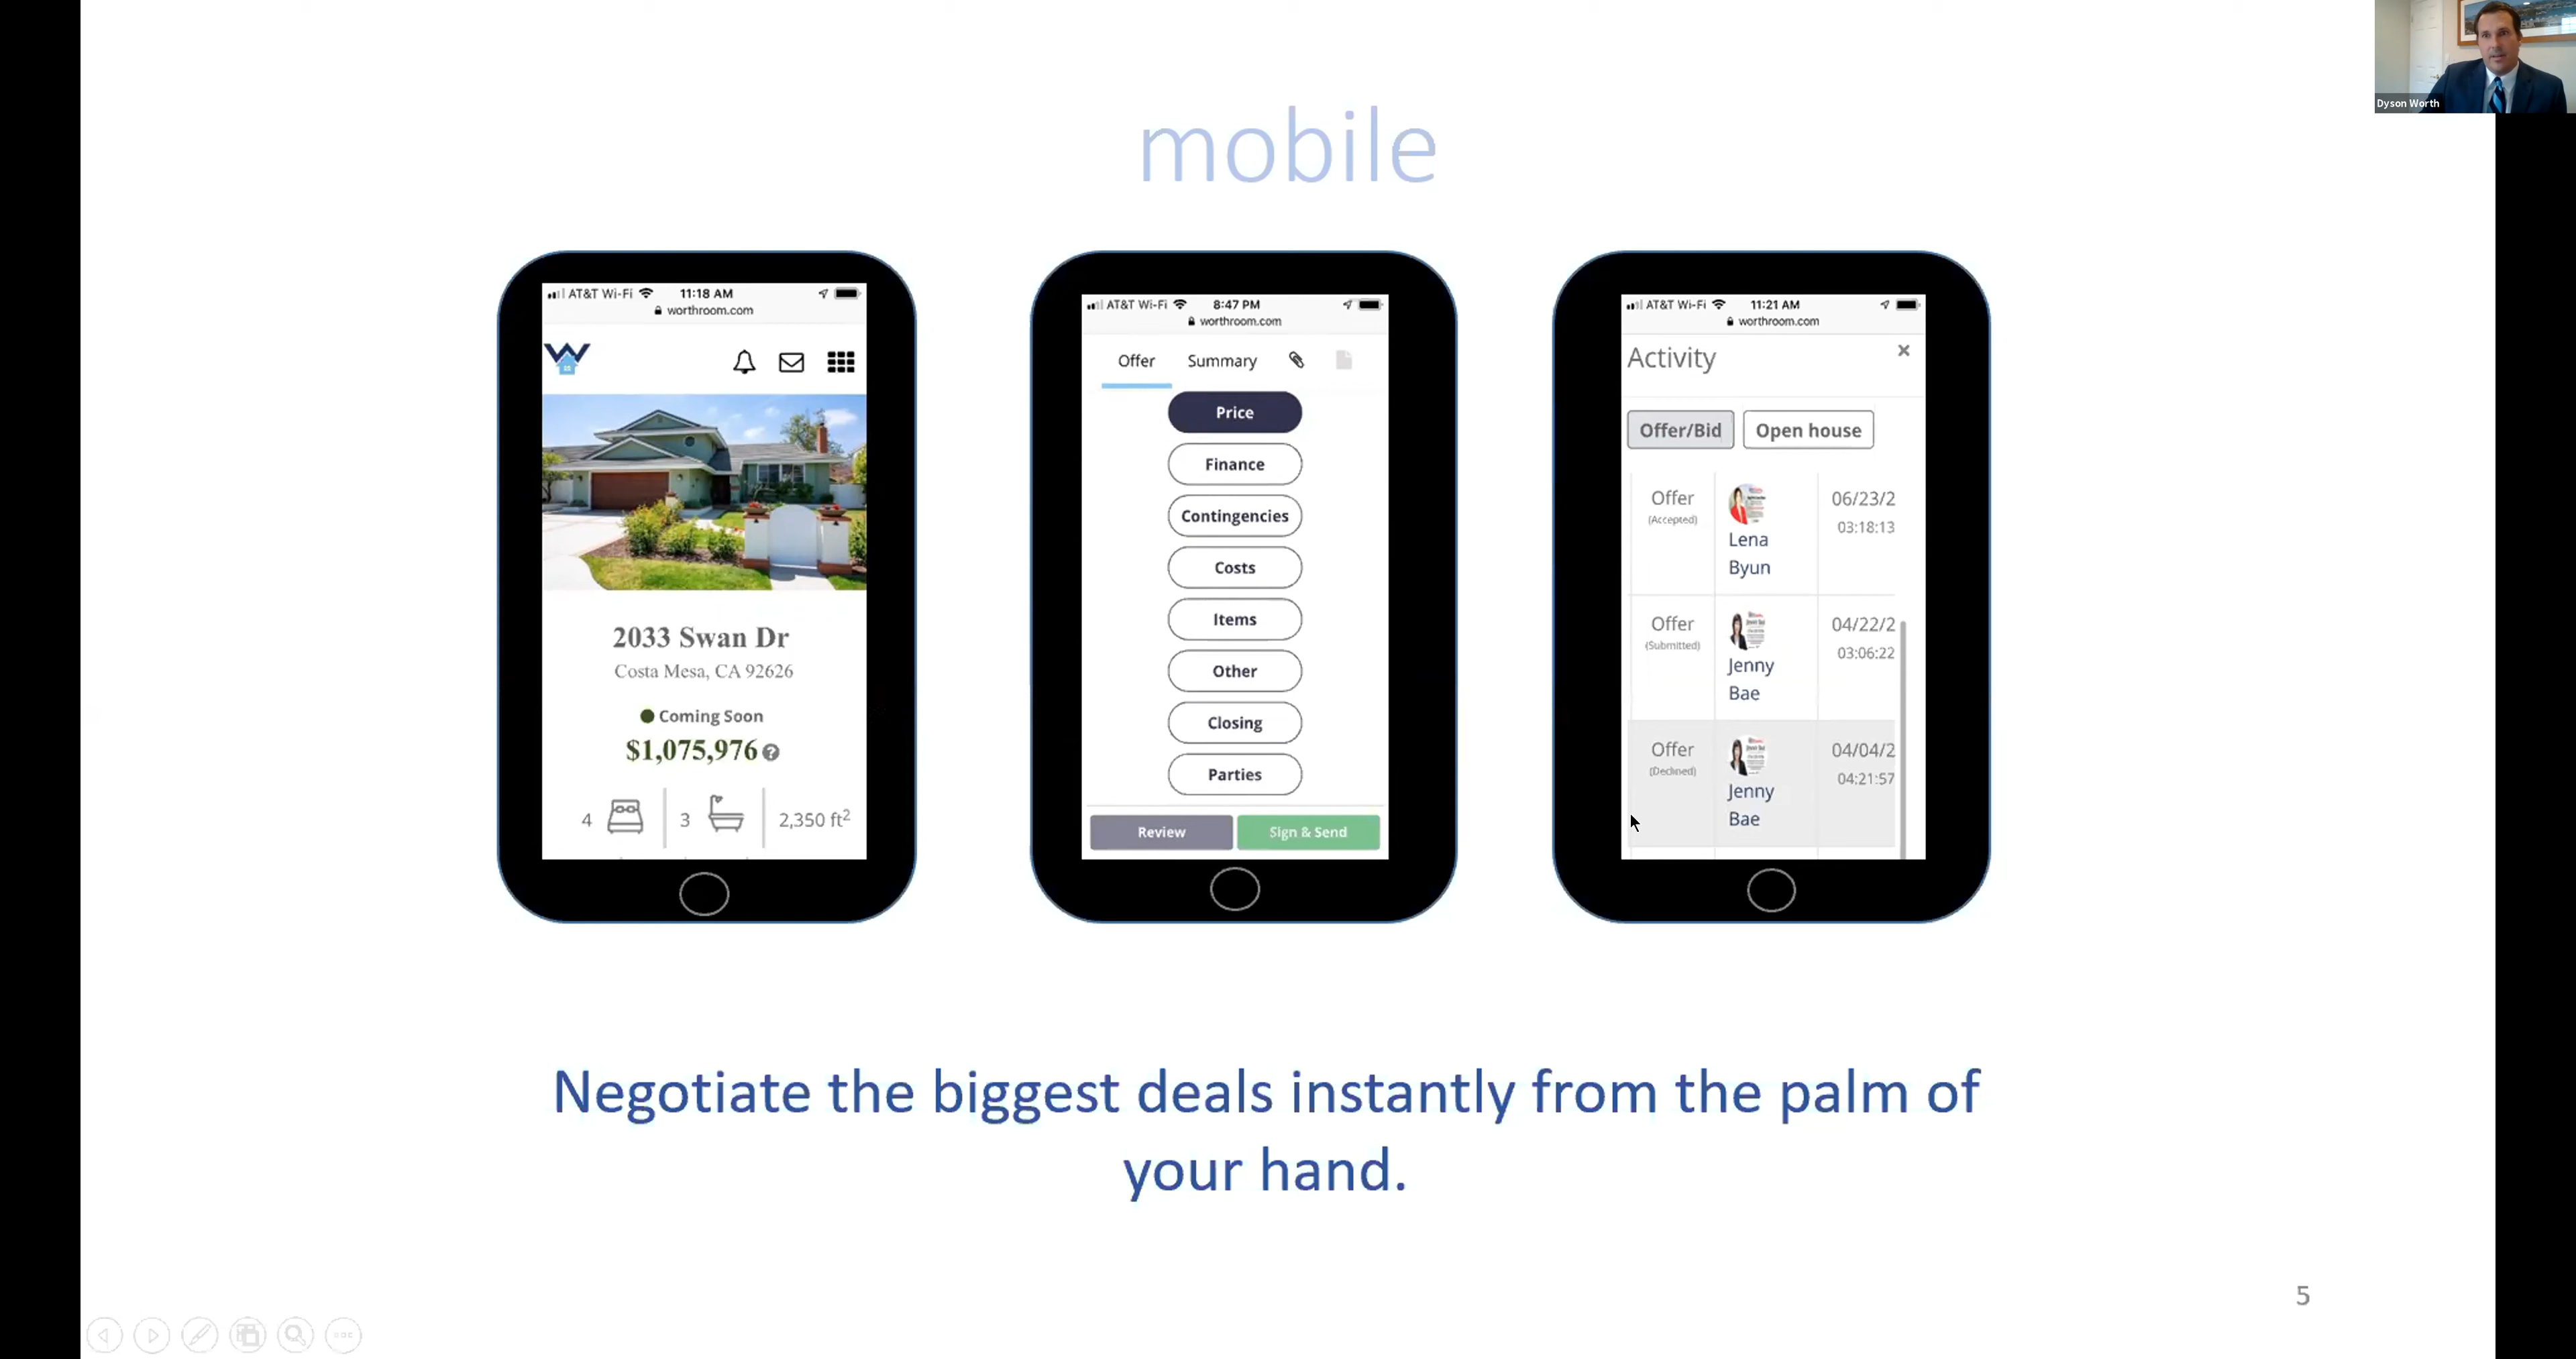 Dyson Worth
mobile
AT&T Wi-Fi 11:18 AM
worthroom.com
2033 Swan Dr
Costa Mesa, CA 92626
Coming Soon
$1,075,976 ?
4 3 2,350 ft²
AT&T Wi-Fi 8:47 PM
worthroom.com
Offer Summary
Price
Finance
Contingencies
Costs
Items
Other
Closing
Parties
Review Sign & Send
AT&T Wi-Fi 11:21 AM
worthroom.com
Activity ×
Offer/Bid Open house
Offer 06/23/2
(Accepted) 03:18:13
Lena
Byun
Offer 04/22/2
(Submitted) 03:06:22
Jenny
Bae
Offer 04/04/2
(Declined) 04:21:57
Jenny
Bae
Negotiate the biggest deals instantly from the palm of
your hand.
5